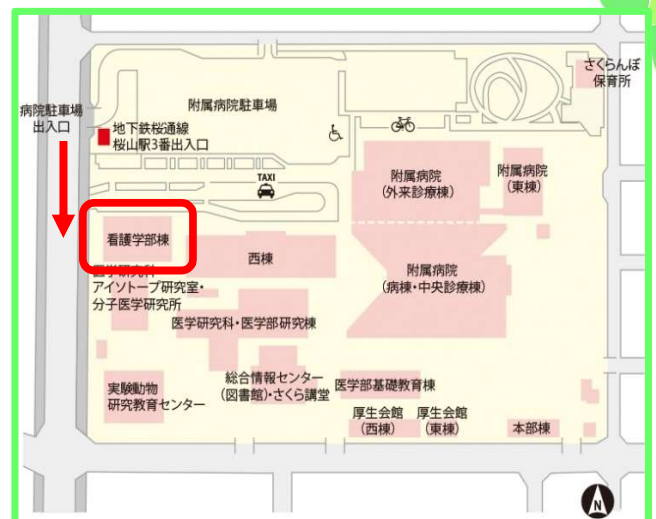 さくらんぼ
保育所
病院駐車場
出入口
附属病院駐車場
地下鉄桜通線
桜山駅3番出入口
TAXI
附属病院
(外来診療棟)
附属病院
(東棟)
看護学部棟
西棟
医学研究科
アイソトープ研究室・
分子医学研究所
附属病院
(病棟・中央診療棟)
医学研究科・医学部研究棟
実験動物
研究教育センター
総合情報センター
(図書館)・さくら講堂
医学部基礎教育棟
厚生会館
(西棟)
厚生会館
(東棟)
本部棟
N